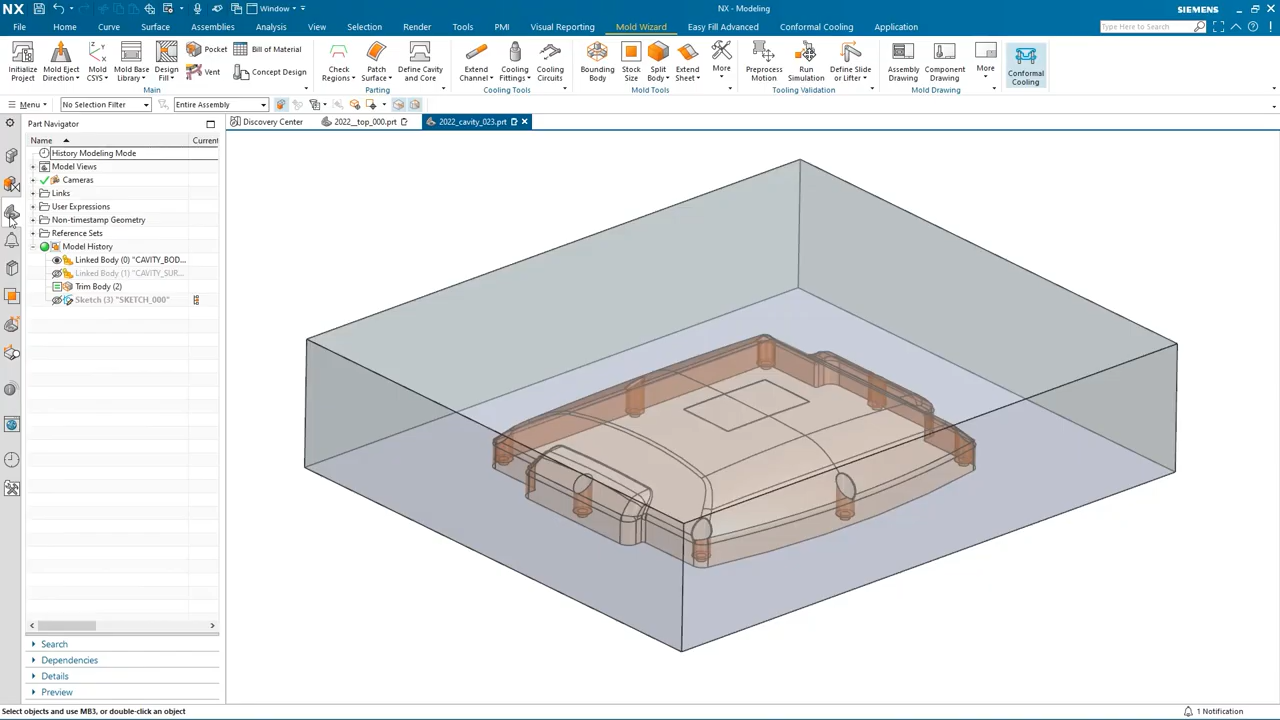 NX Window NX - Modeling SIEMENS
File Home Curve Surface Assemblies Analysis View Selection Render Tools PMI Visual Reporting Mold Wizard Easy Fill Advanced Conformal Cooling Application Type Here to Search
Initialize Project Mold Eject Direction Mold CSYS Mold Base Library Design Fill Pocket Vent Bill of Material Concept Design Check Regions Patch Surface Define Cavity and Core Extend Channel Cooling Fittings Cooling Circuits Bounding Body Stock Size Split Body Extend Sheet More Preprocess Motion Run Simulation Define Slide or Lifter Assembly Drawing Component Drawing More Conformal Cooling
Main Parting Cooling Tools Mold Tools Tooling Validation Mold Drawing
Menu No Selection Filter Entire Assembly
Part Navigator Discovery Center 2022__top_000.prt 2022_cavity_023.prt
Name Current
History Modeling Mode
Model Views
Cameras
Links
User Expressions
Non-timestamp Geometry
Reference Sets
Model History
Linked Body (0) "CAVITY_BOD...
Linked Body (1) "CAVITY_SUR...
Trim Body (2)
Sketch (3) "SKETCH_000"
Search
Dependencies
Details
Preview
Select objects and use MB3, or double-click an object 1 Notification